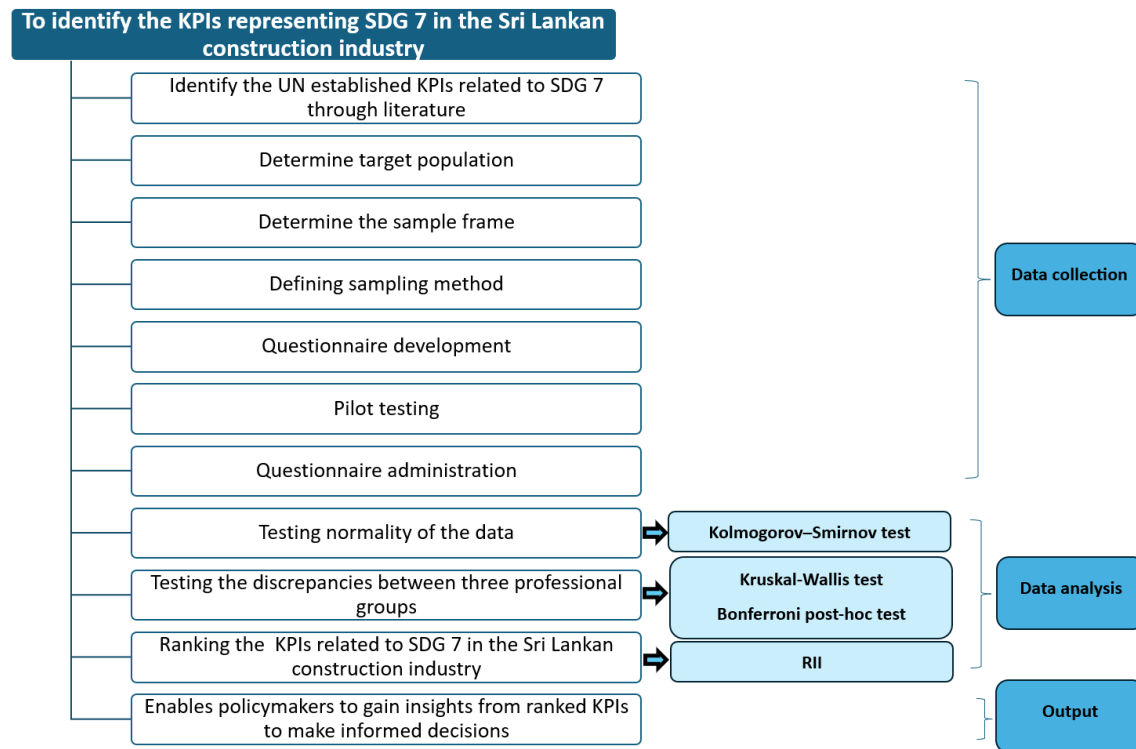 To identify the KPIs representing SDG 7 in the Sri Lankan
construction industry
Identify the UN established KPIs related to SDG 7
through literature
Determine target population
Determine the sample frame
Defining sampling method
Questionnaire development
Pilot testing
Questionnaire administration
Data collection
Testing normality of the data
Kolmogorov–Smirnov test
Testing the discrepancies between three professional
groups
Kruskal-Wallis test
Bonferroni post-hoc test
Data analysis
Ranking the  KPIs related to SDG 7 in the Sri Lankan
construction industry
RII
Enables policymakers to gain insights from ranked KPIs
to make informed decisions
Output